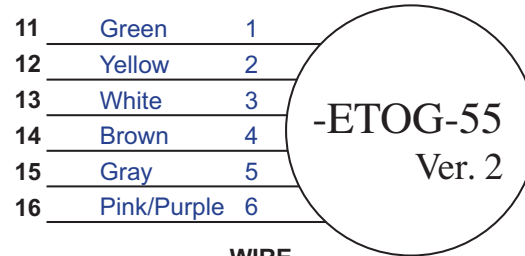 11 Green 1
12 Yellow 2
13 White 3
14 Brown 4
15 Gray 5
16 Pink/Purple 6
-ETOG-55
Ver. 2
WIRE